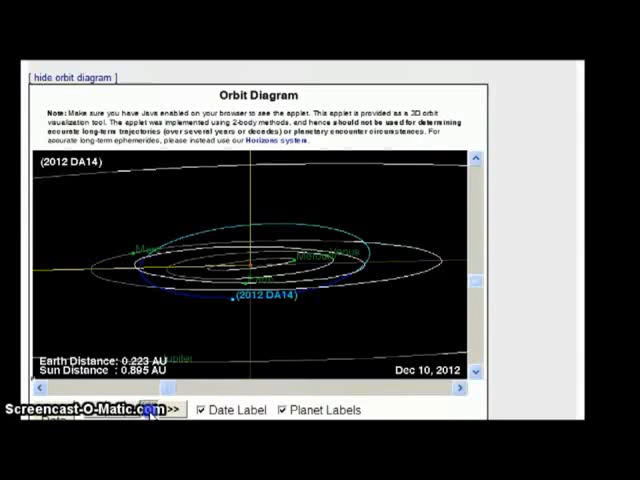 [ hide orbit diagram ]
Orbit Diagram
Note: Make sure you have Java enabled on your browser to see the applet. This applet is provided as a 3D orbit
visualization tool. The applet was implemented using 2-body methods, and hence should not be used for determining
accurate long-term trajectories (over several years or decades) or planetary encounter circumstances. For
accurate long-term ephemerides, please instead use our Horizons system.
(2012 DA14)
(2012 DA14)
Earth Distance: 0.223 AU
Sun Distance : 0.895 AU
Dec 10, 2012
Screencast-O-Matic.com
>>
Date Label
Planet Labels